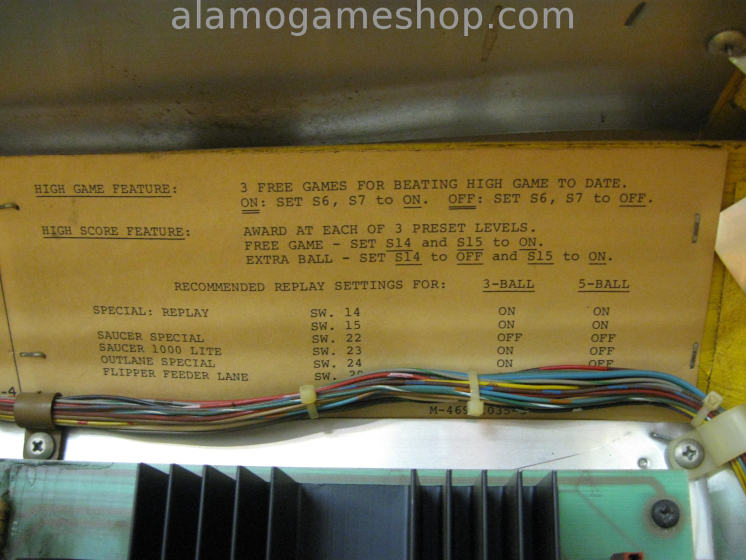 alamogameshop.com
HIGH GAME FEATURE: 3 FREE GAMES FOR BEATING HIGH GAME TO DATE.
ON: SET S6, S7 to ON. OFF: SET S6, S7 to OFF.
HIGH SCORE FEATURE: AWARD AT EACH OF 3 PRESET LEVELS.
FREE GAME - SET S14 and S15 to ON.
EXTRA BALL - SET S14 to OFF and S15 to ON.
RECOMMENDED REPLAY SETTINGS FOR: 3-BALL 5-BALL
SPECIAL: REPLAY SW. 14 ON ON
SW. 15 ON ON
SAUCER SPECIAL SW. 22 OFF OFF
SAUCER 1000 LITE SW. 23 ON OFF
OUTLANE SPECIAL SW. 24 ON OFF
FLIPPER FEEDER LANE SW.
-4